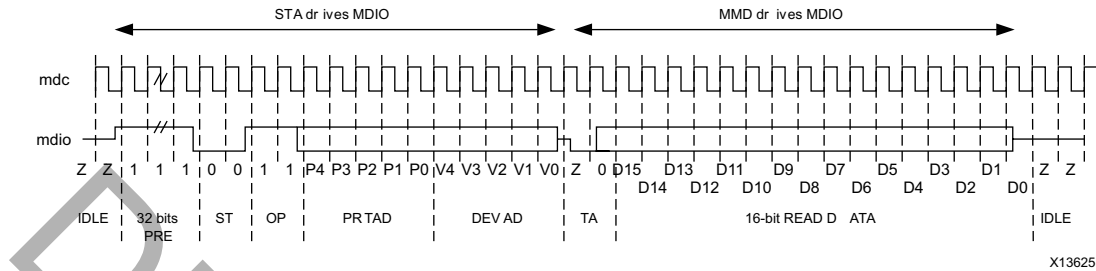 STA dr ives MDIO MMD dr ives MDIO
mdc
mdio
Z Z 1 1 1 0 0 1 1 P4 P3 P2 P1 P0 V4 V3 V2 V1 V0 Z 0 D15 D13 D11 D9 D7 D5 D3 D1 Z Z
D14 D12 D10 D8 D6 D4 D2 D0
IDLE 32 bits ST OP PR TAD DEV AD TA 16-bit READ D ATA IDLE
PRE
X13625